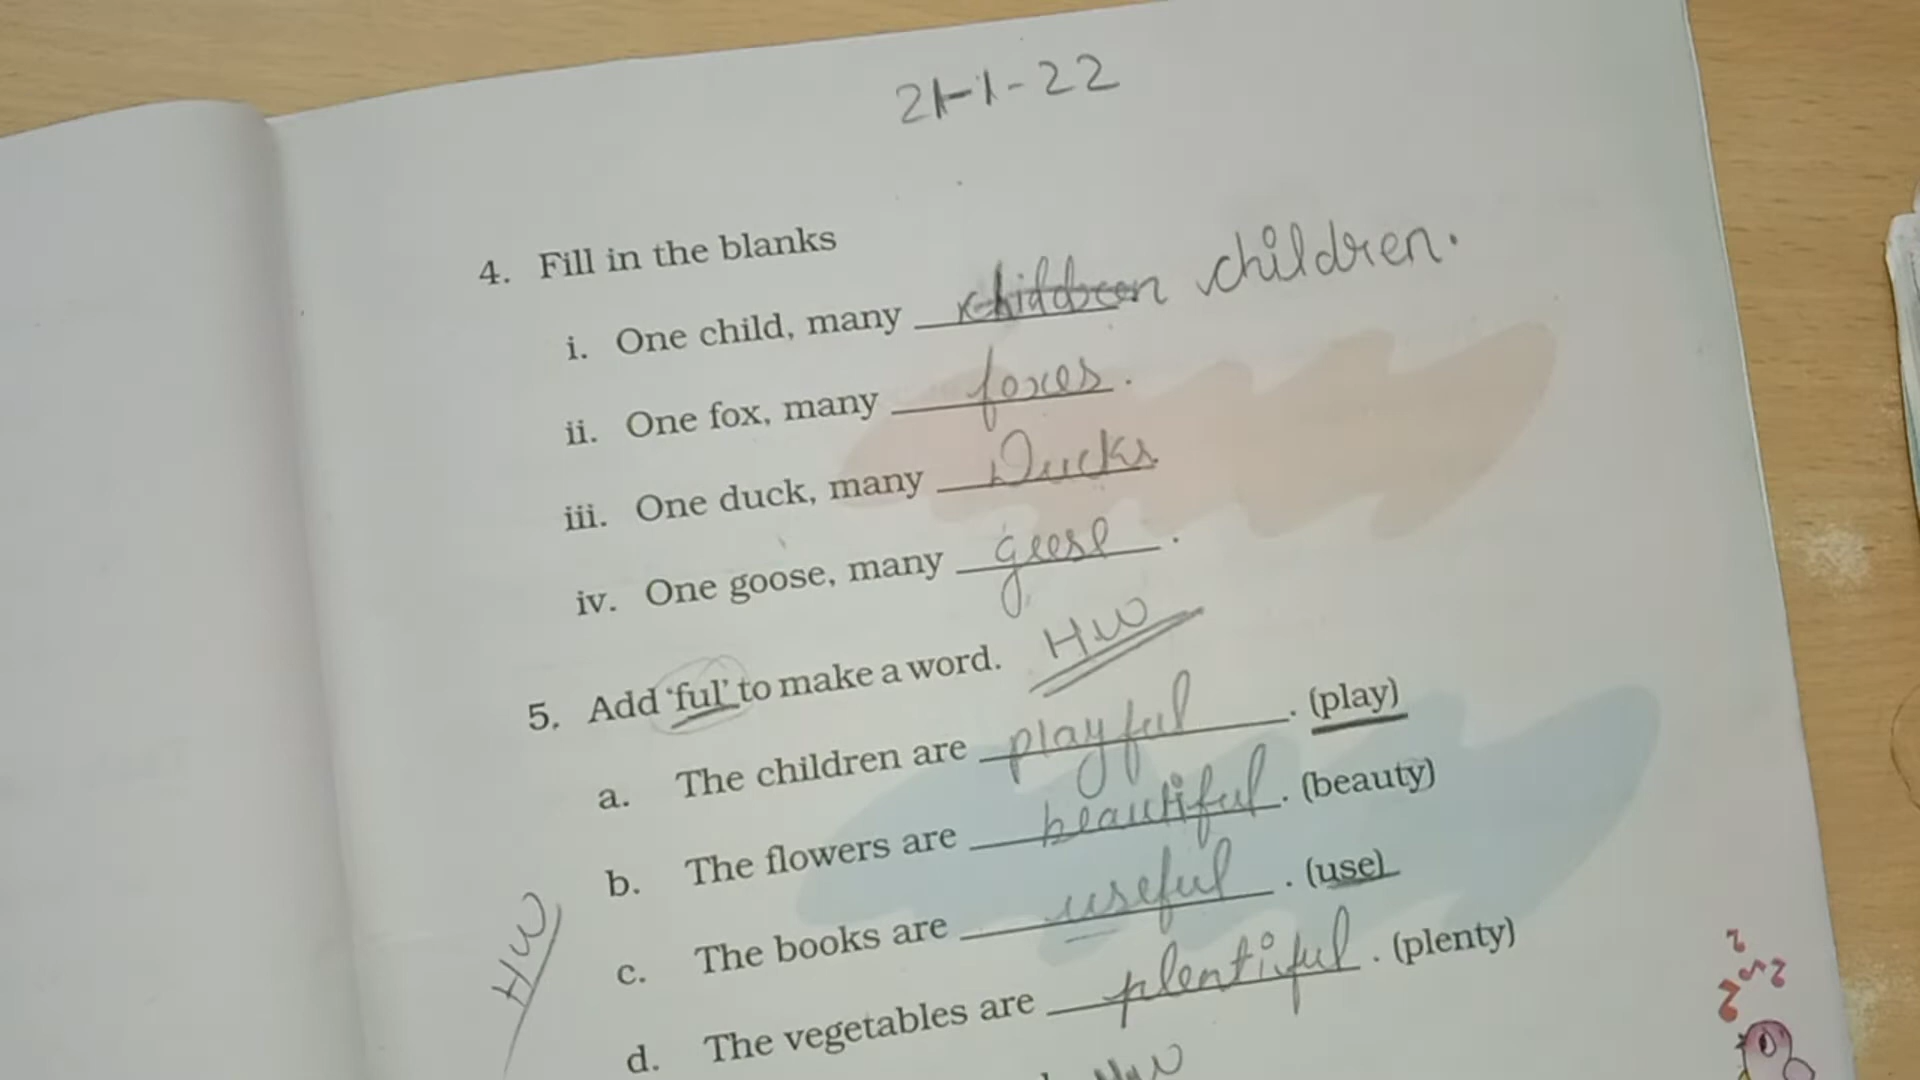 21-1-22
4. Fill in the blanks
i. One child, many children children.
ii. One fox, many foxes.
iii. One duck, many Ducks
iv. One goose, many geese.
5. Add 'ful' to make a word. HW
a. The children are playful. (play)
b. The flowers are beautiful. (beauty)
HW
c. The books are useful. (use)
d. The vegetables are plentiful. (plenty)